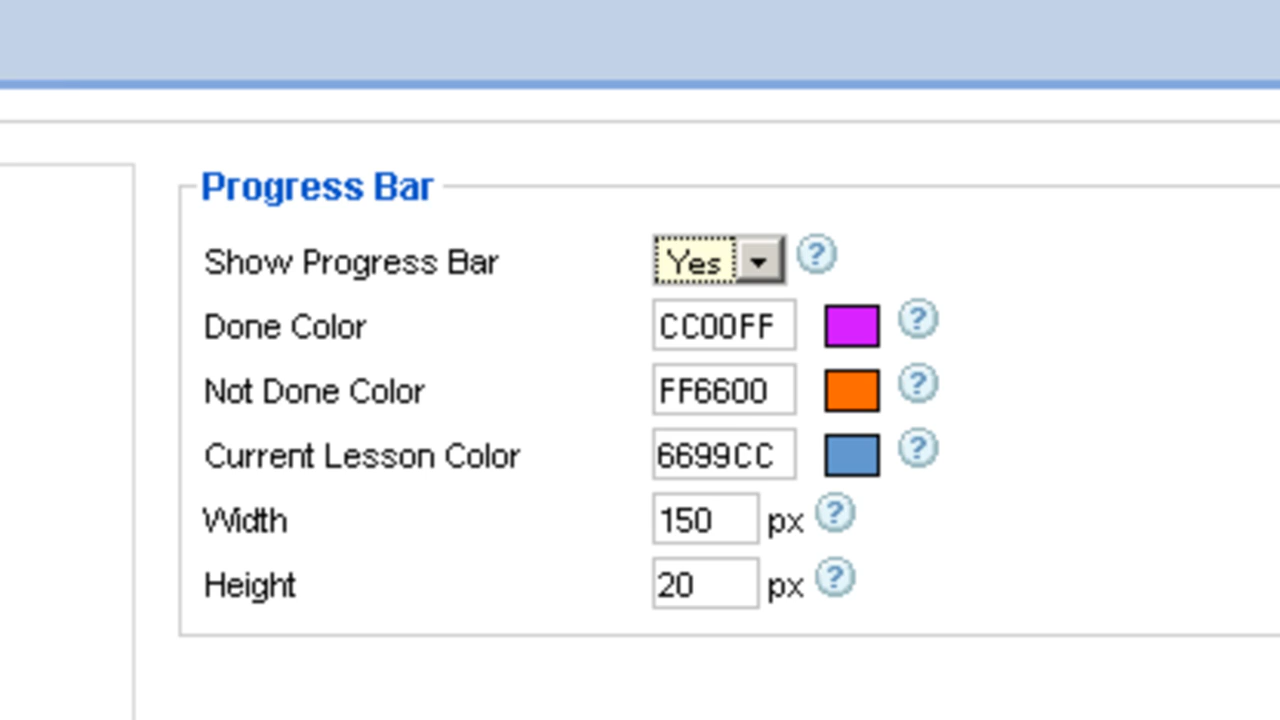 Progress Bar
Show Progress Bar Yes ?
Done Color CC00FF ?
Not Done Color FF6600 ?
Current Lesson Color 6699CC ?
Width 150 px ?
Height 20 px ?